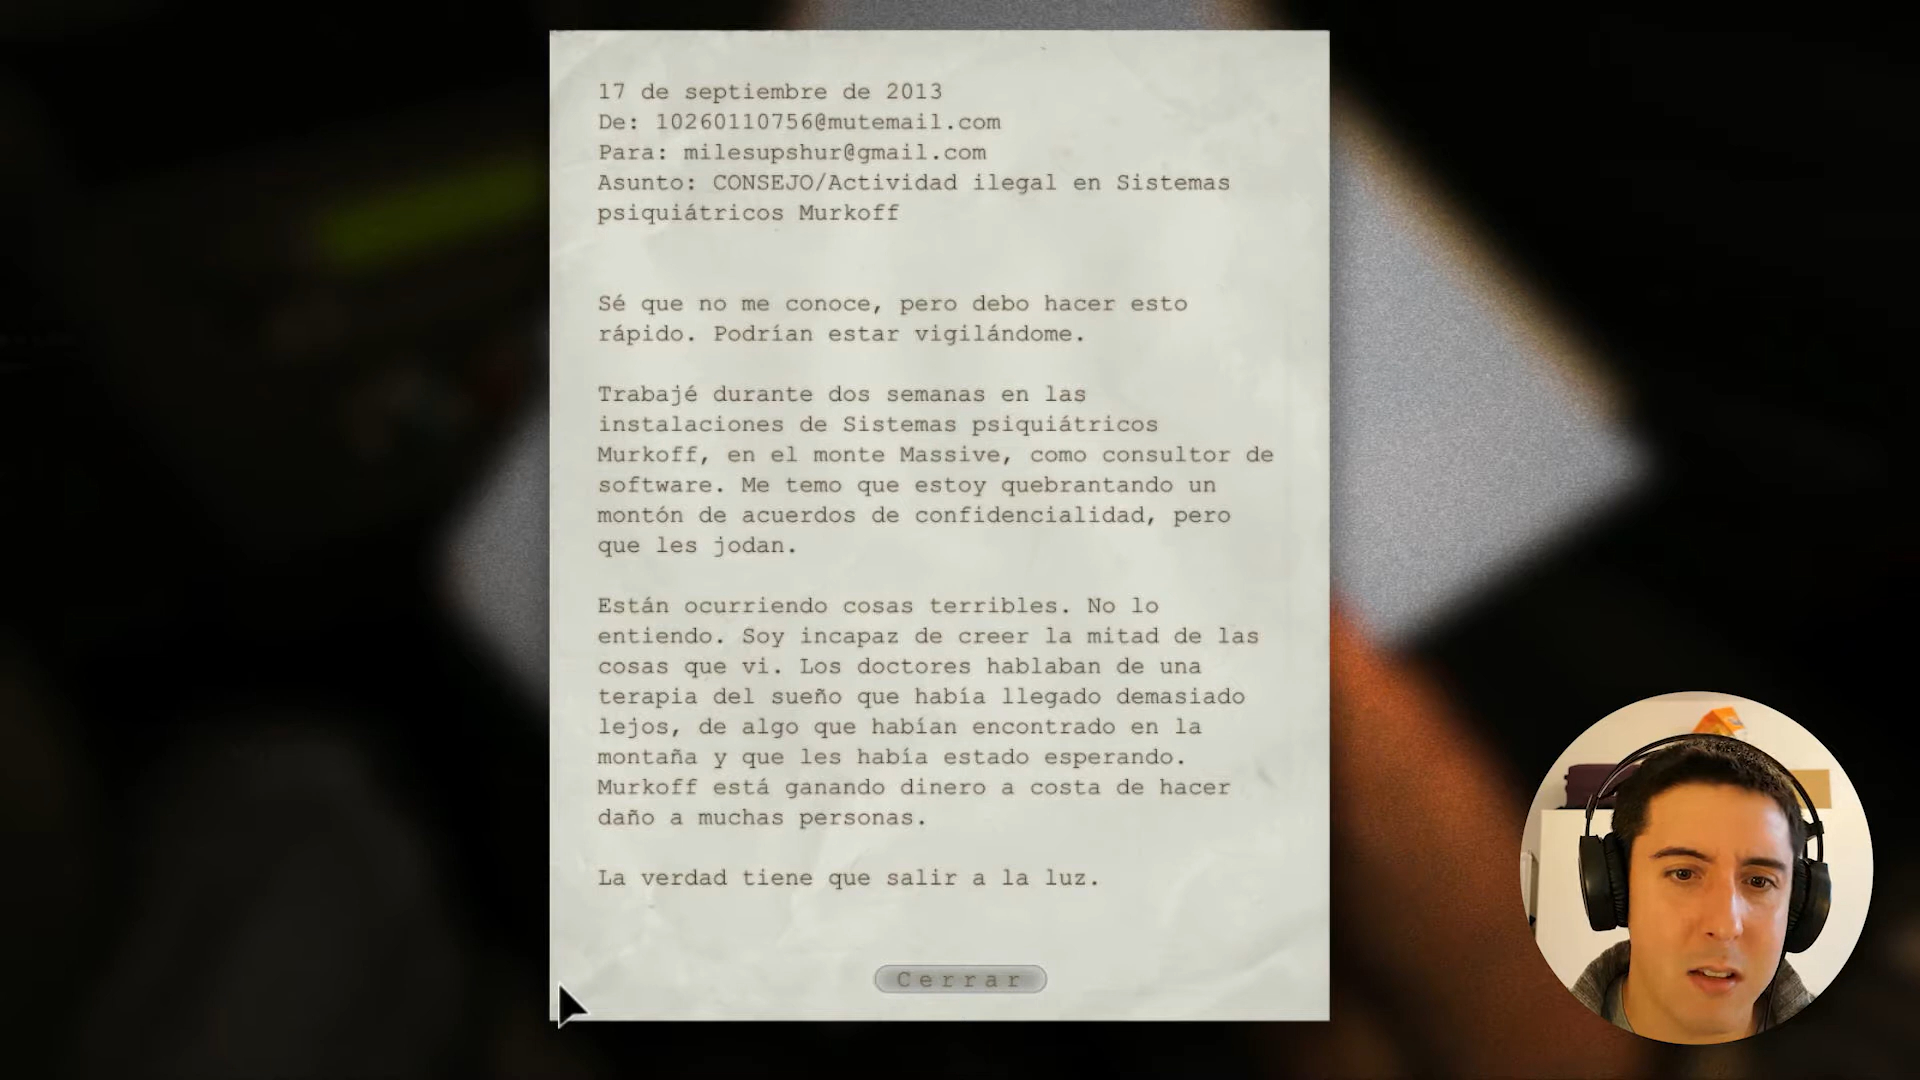 17 de septiembre de 2013
De: 10260110756@mutemail.com
Para: milesupshur@gmail.com
Asunto: CONSEJO/Actividad ilegal en Sistemas
psiquiátricos Murkoff
Sé que no me conoce, pero debo hacer esto
rápido. Podrían estar vigilándome.
Trabajé durante dos semanas en las
instalaciones de Sistemas psiquiátricos
Murkoff, en el monte Massive, como consultor de
software. Me temo que estoy quebrantando un
montón de acuerdos de confidencialidad, pero
que les jodan.
Están ocurriendo cosas terribles. No lo
entiendo. Soy incapaz de creer la mitad de las
cosas que vi. Los doctores hablaban de una
terapia del sueño que había llegado demasiado
lejos, de algo que habían encontrado en la
montaña y que les había estado esperando.
Murkoff está ganando dinero a costa de hacer
daño a muchas personas.
La verdad tiene que salir a la luz.
Cerrar